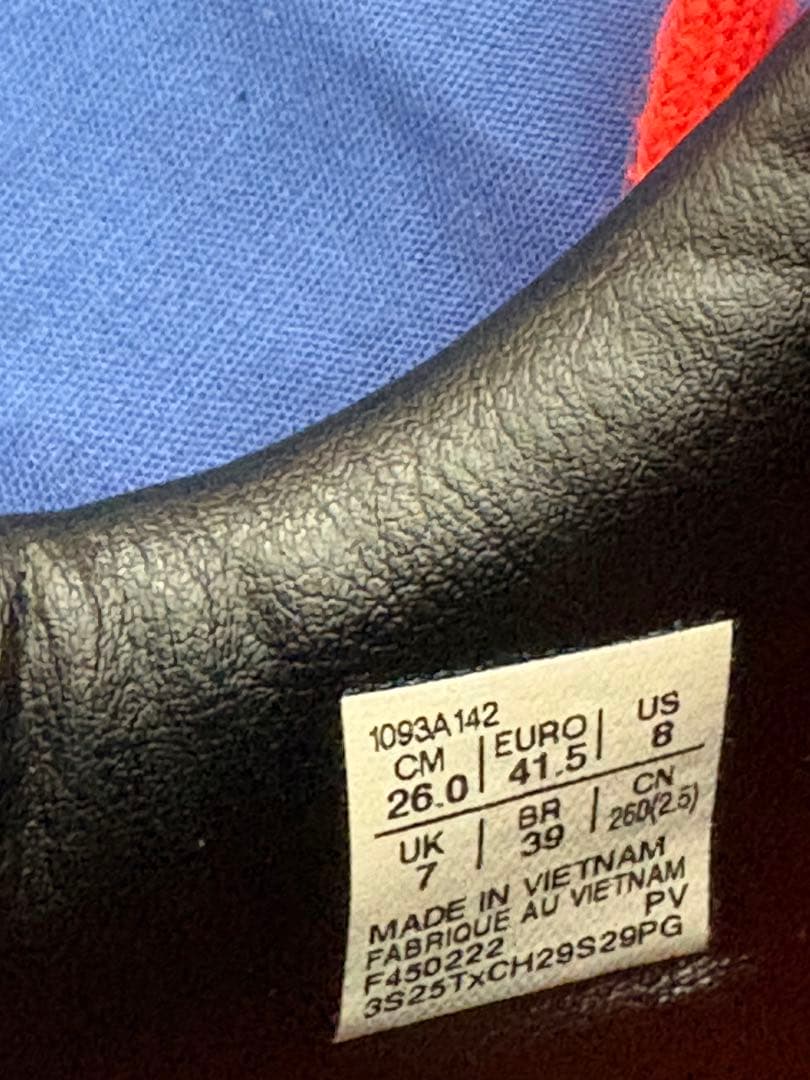 1093A142
CM | EURO | US
26.0 | 41.5 | 8
UK | BR | CN
7 | 39 | 260(2.5)
MADE IN VIETNAM
FABRIQUE AU VIETNAM
F450222 PV
3S25TxCH29S29PG